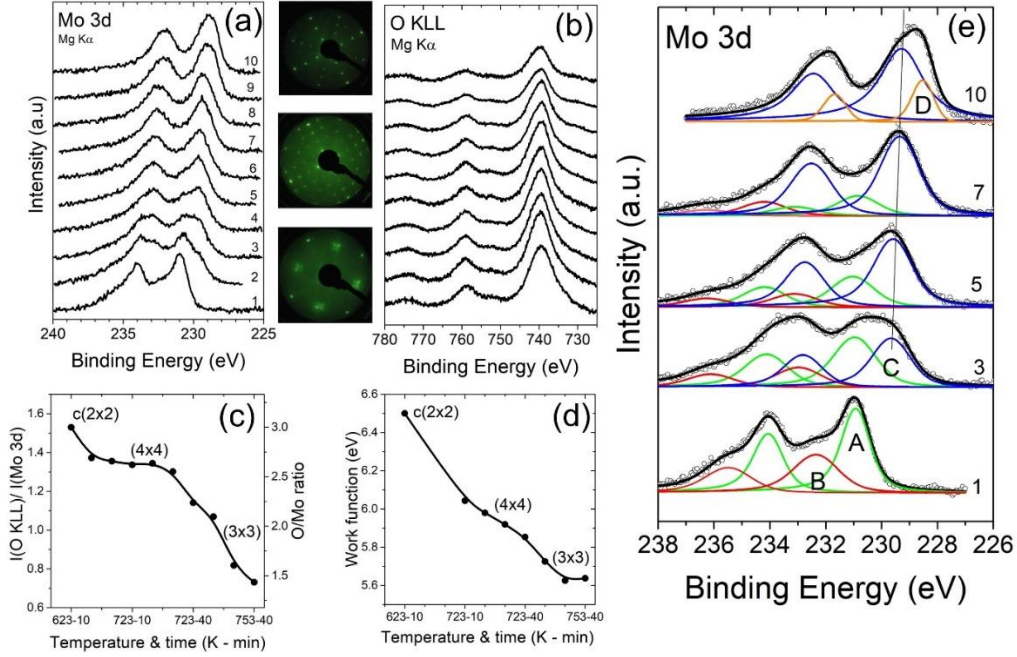 Mo 3d
(a)
Mg Kα
10
9
8
7
6
5
4
3
2
1
Intensity (a.u)
240 235 230 225
Binding Energy (eV)
O KLL
(b)
Mg Kα
780 770 760 750 740 730
Binding Energy (eV)
(c)
c(2x2)
(4x4)
(3x3)
1.6
1.4
1.2
1.0
0.8
0.6
I(O KLL)/ I(Mo 3d)
3.0
2.5
2.0
1.5
O/Mo ratio
623-10 723-10 723-40 753-40
Temperature & time (K - min)
(d)
c(2x2)
(4x4)
(3x3)
6.6
6.4
6.2
6.0
5.8
5.6
Work function (eV)
623-10 723-10 723-40 753-40
Temperature & time (K - min)
(e)
Mo 3d
D
10
7
5
C
3
A
B
1
Intensity (a.u.)
238 236 234 232 230 228 226
Binding Energy (eV)